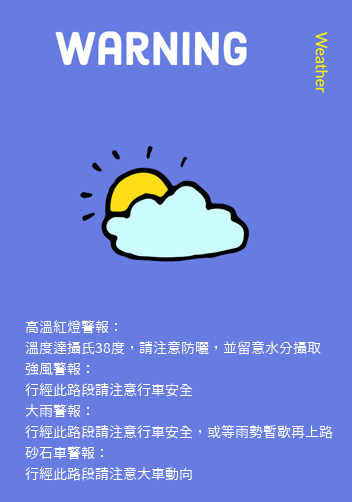 WARNING
Weather
高溫紅燈警報：
溫度達攝氏38度，請注意防曬，並留意水分攝取
強風警報：
行經此路段請注意行車安全
大雨警報：
行經此路段請注意行車安全，或等雨勢暫歇再上路
砂石車警報：
行經此路段請注意大車動向